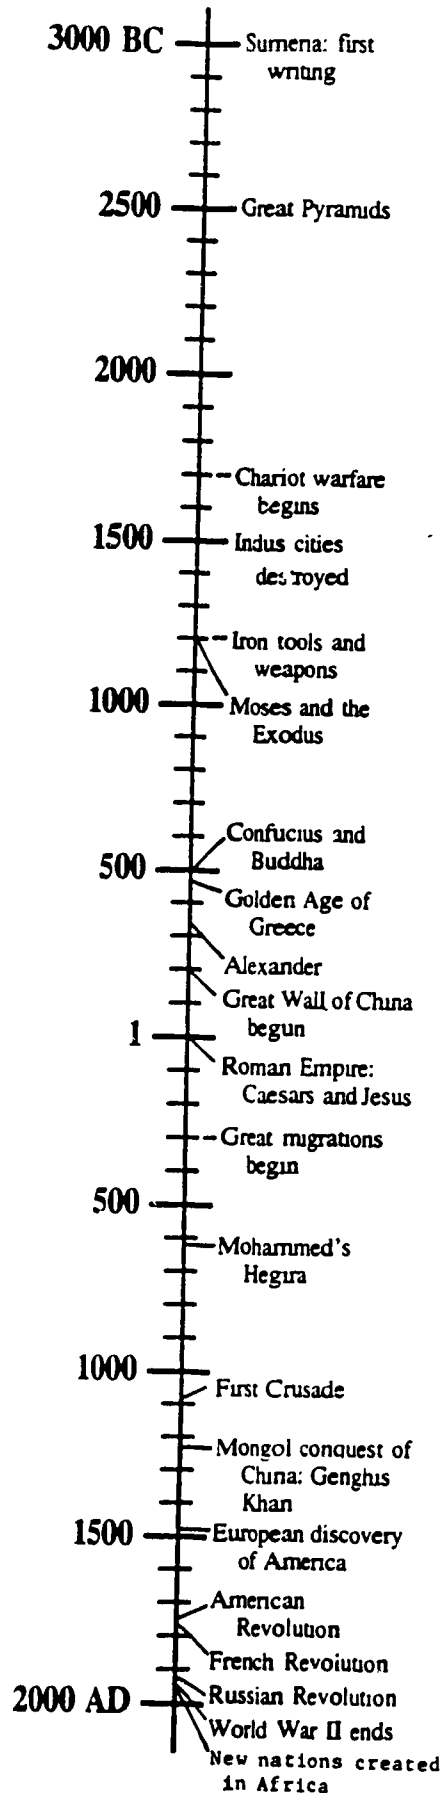 3000 BC
Sumeria: first
writing
2500
Great Pyramids
2000
Chariot warfare
begins
1500
Indus cities
destroyed
Iron tools and
weapons
1000
Moses and the
Exodus
Confucius and
Buddha
500
Golden Age of
Greece
Alexander
Great Wall of China
begun
1
Roman Empire:
Caesars and Jesus
Great migrations
begin
500
Mohammed's
Hegira
1000
First Crusade
Mongol conquest of
China: Genghis
Khan
1500
European discovery
of America
American
Revolution
French Revolution
Russian Revolution
2000 AD
World War II ends
New nations created
in Africa